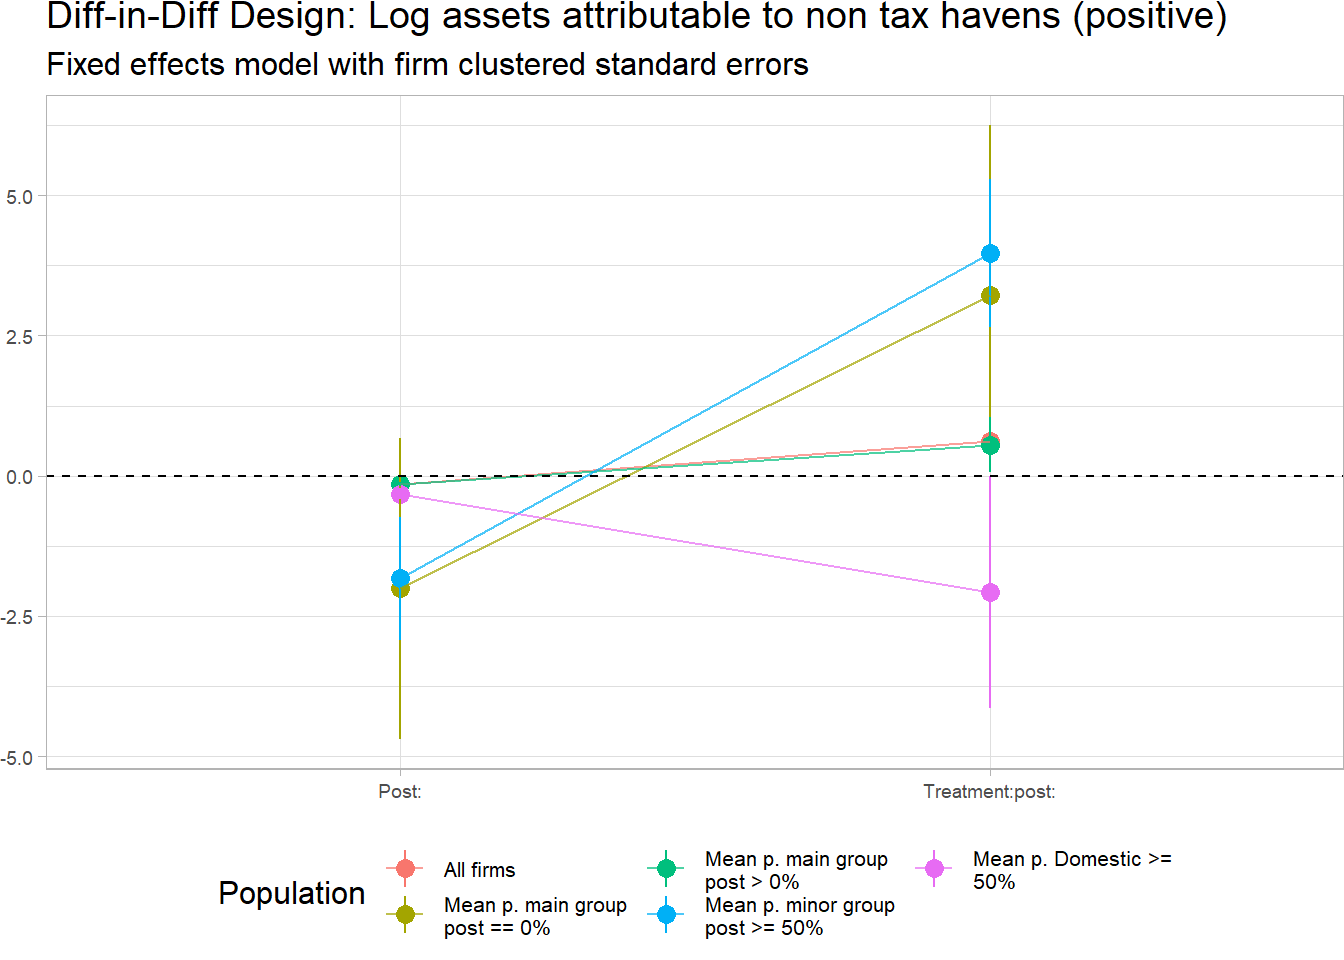 Diff-in-Diff Design: Log assets attributable to non tax havens (positive)
Fixed effects model with firm clustered standard errors
5.0
2.5
0.0
-2.5
-5.0
Post:
Treatment:post:
Population
All firms
Mean p. main group
post == 0%
Mean p. main group
post > 0%
Mean p. minor group
post >= 50%
Mean p. Domestic >=
50%